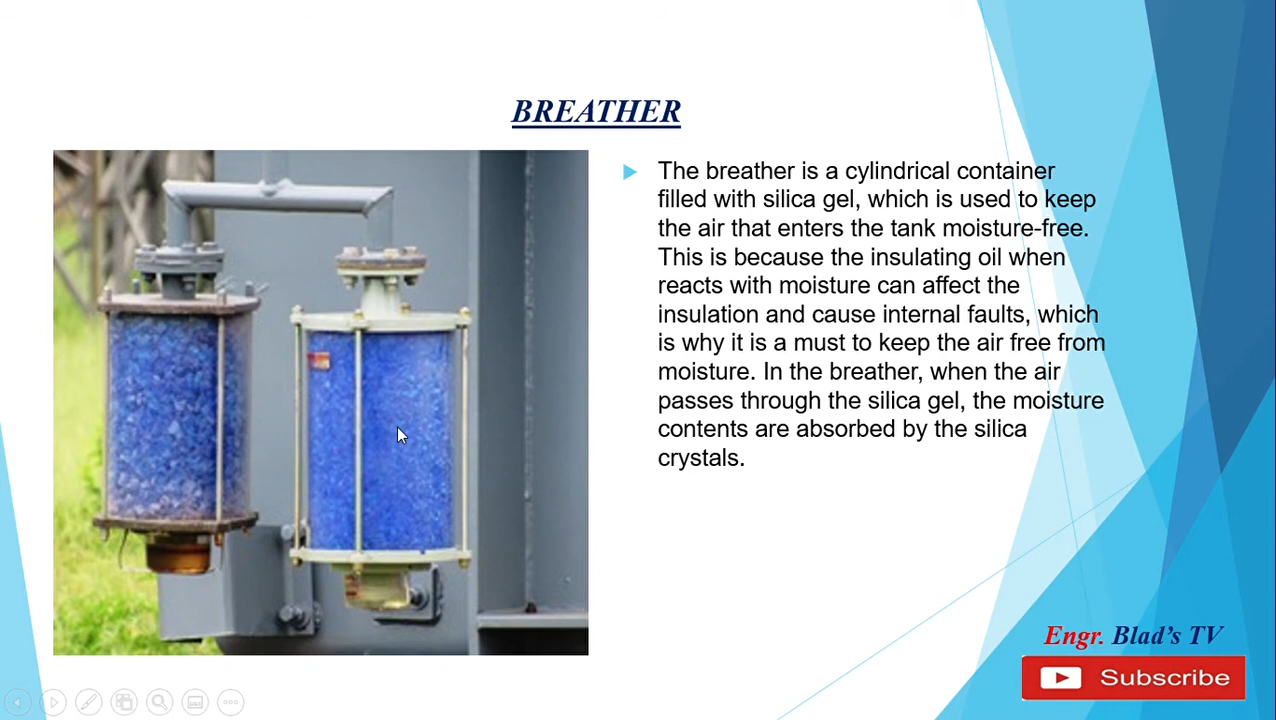 BREATHER
The breather is a cylindrical container
filled with silica gel, which is used to keep
the air that enters the tank moisture-free.
This is because the insulating oil when
reacts with moisture can affect the
insulation and cause internal faults, which
is why it is a must to keep the air free from
moisture. In the breather, when the air
passes through the silica gel, the moisture
contents are absorbed by the silica
crystals.
Engr. Blad's TV
Subscribe